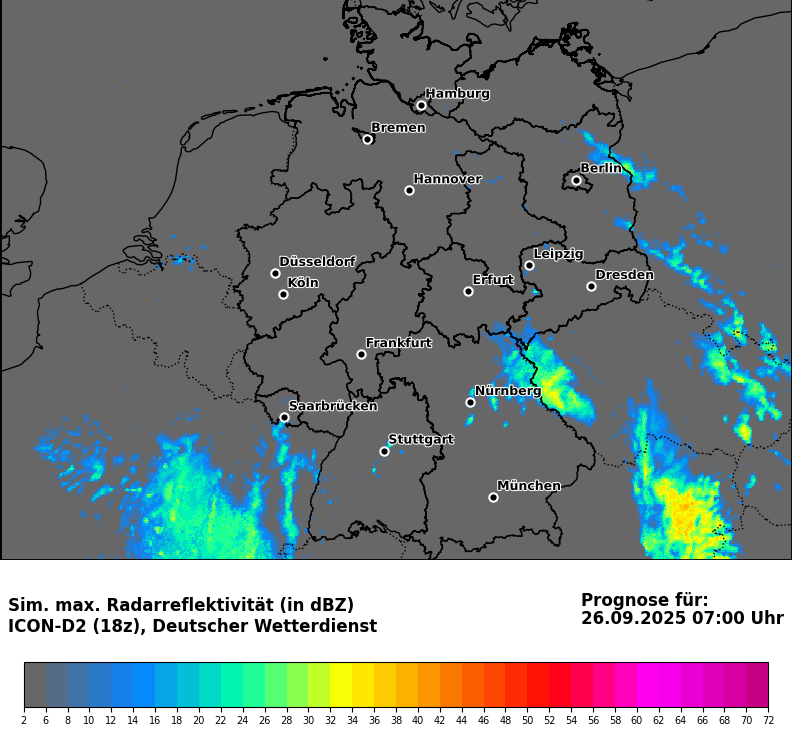 Hamburg
Bremen
Berlin
Hannover
Leipzig
Düsseldorf
Dresden
Köln
Erfurt
Frankfurt
Nürnberg
Saarbrücken
Stuttgart
München
Sim. max. Radarreflektivität (in dBZ)
ICON-D2 (18z), Deutscher Wetterdienst
Prognose für:
26.09.2025 07:00 Uhr
2 6 8 10 12 14 16 18 20 22 24 26 28 30 32 34 36 38 40 42 44 46 48 50 52 54 56 58 60 62 64 66 68 70 72